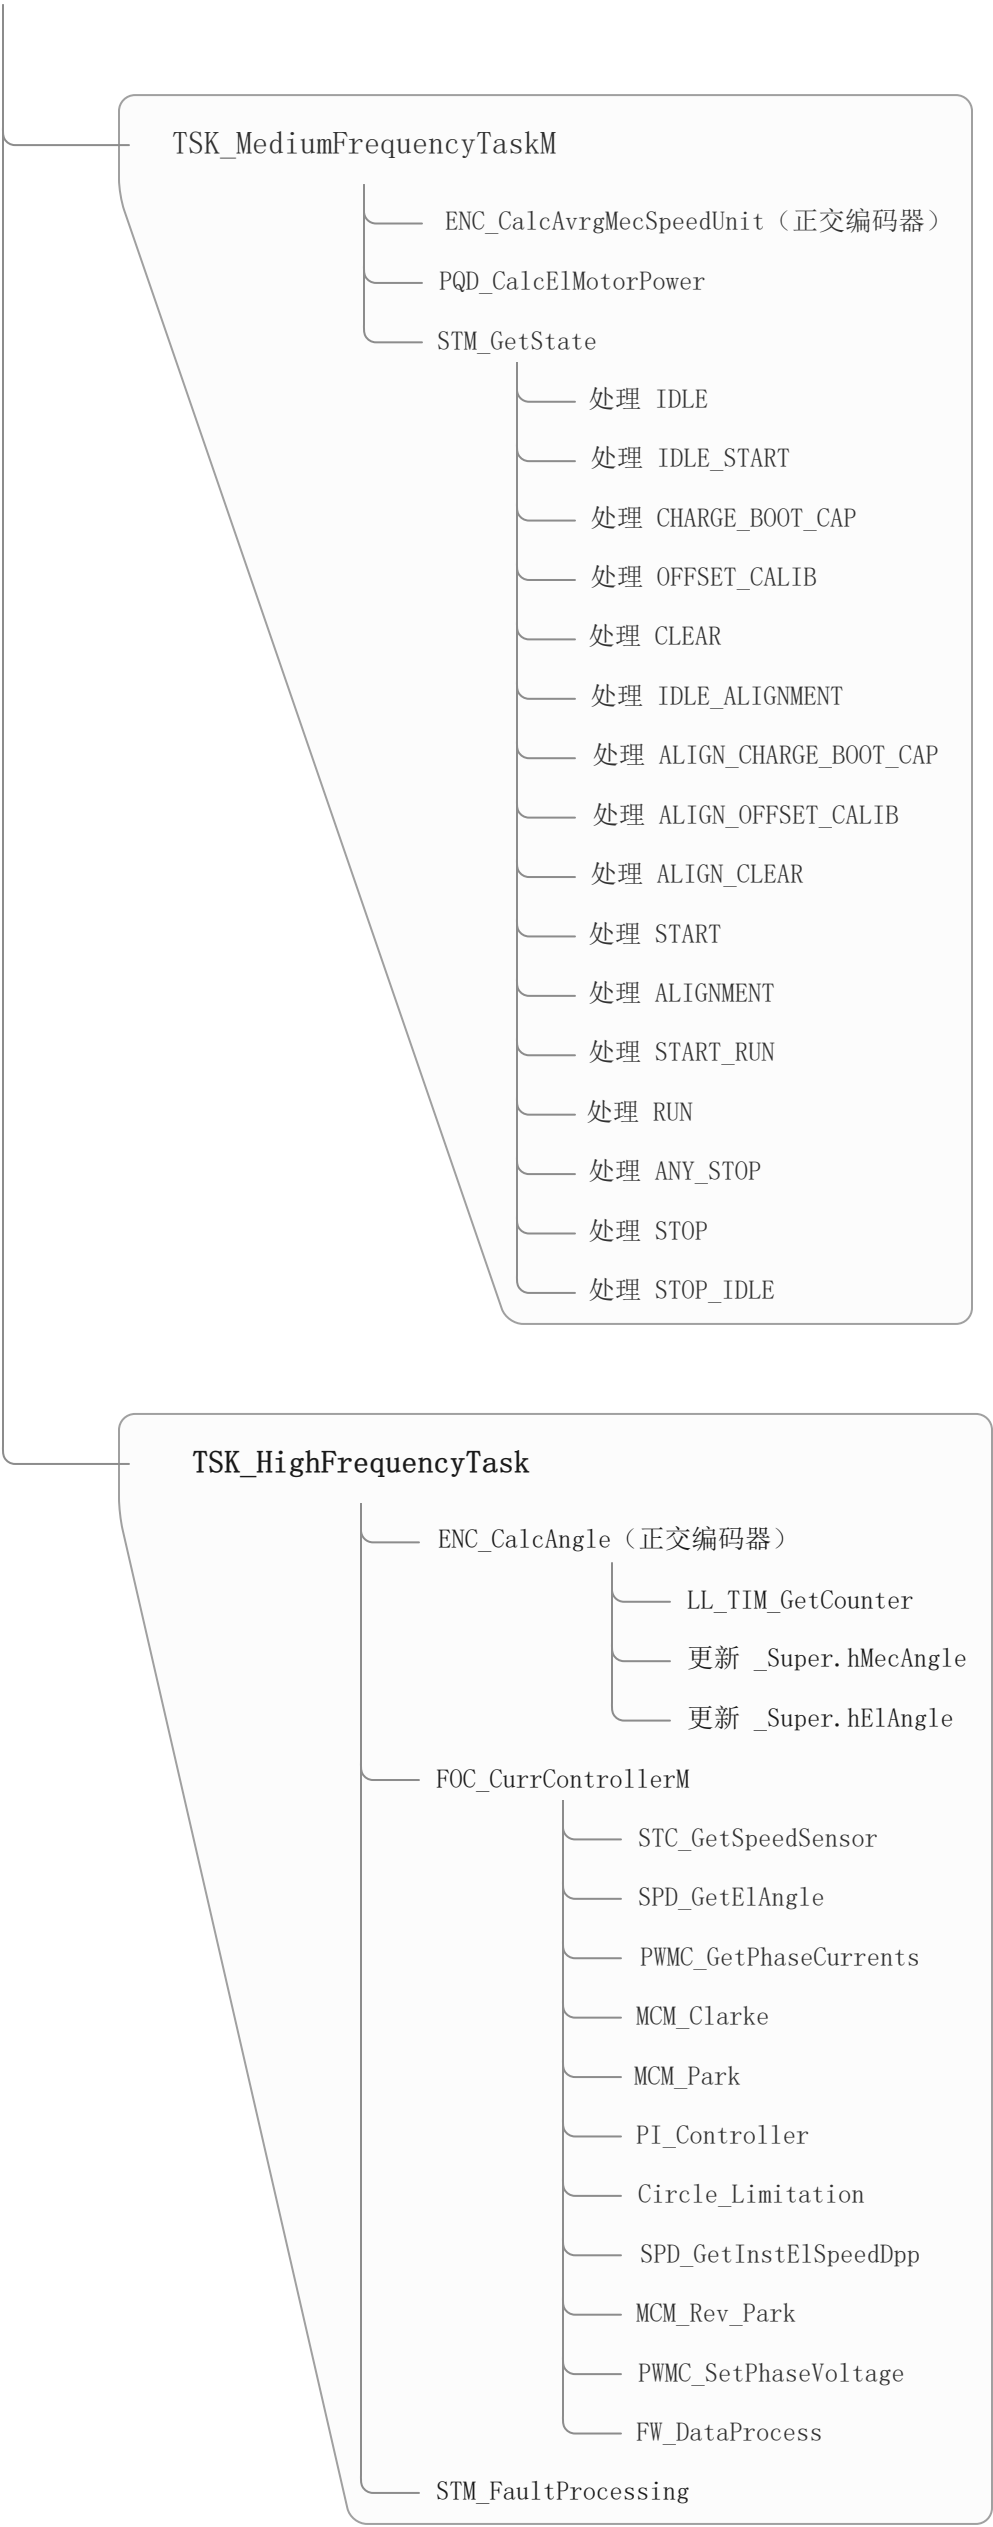 TSK_MediumFrequencyTaskM
ENC_CalcAvrgMecSpeedUnit（正交编码器）
PQD_CalcElMotorPower
STM_GetState
处理 IDLE
处理 IDLE_START
处理 CHARGE_BOOT_CAP
处理 OFFSET_CALIB
处理 CLEAR
处理 IDLE_ALIGNMENT
处理 ALIGN_CHARGE_BOOT_CAP
处理 ALIGN_OFFSET_CALIB
处理 ALIGN_CLEAR
处理 START
处理 ALIGNMENT
处理 START_RUN
处理 RUN
处理 ANY_STOP
处理 STOP
处理 STOP_IDLE
TSK_HighFrequencyTask
ENC_CalcAngle（正交编码器）
LL_TIM_GetCounter
更新 _Super.hMecAngle
更新 _Super.hElAngle
FOC_CurrControllerM
STC_GetSpeedSensor
SPD_GetElAngle
PWMC_GetPhaseCurrents
MCM_Clarke
MCM_Park
PI_Controller
Circle_Limitation
SPD_GetInstElSpeedDpp
MCM_Rev_Park
PWMC_SetPhaseVoltage
FW_DataProcess
STM_FaultProcessing